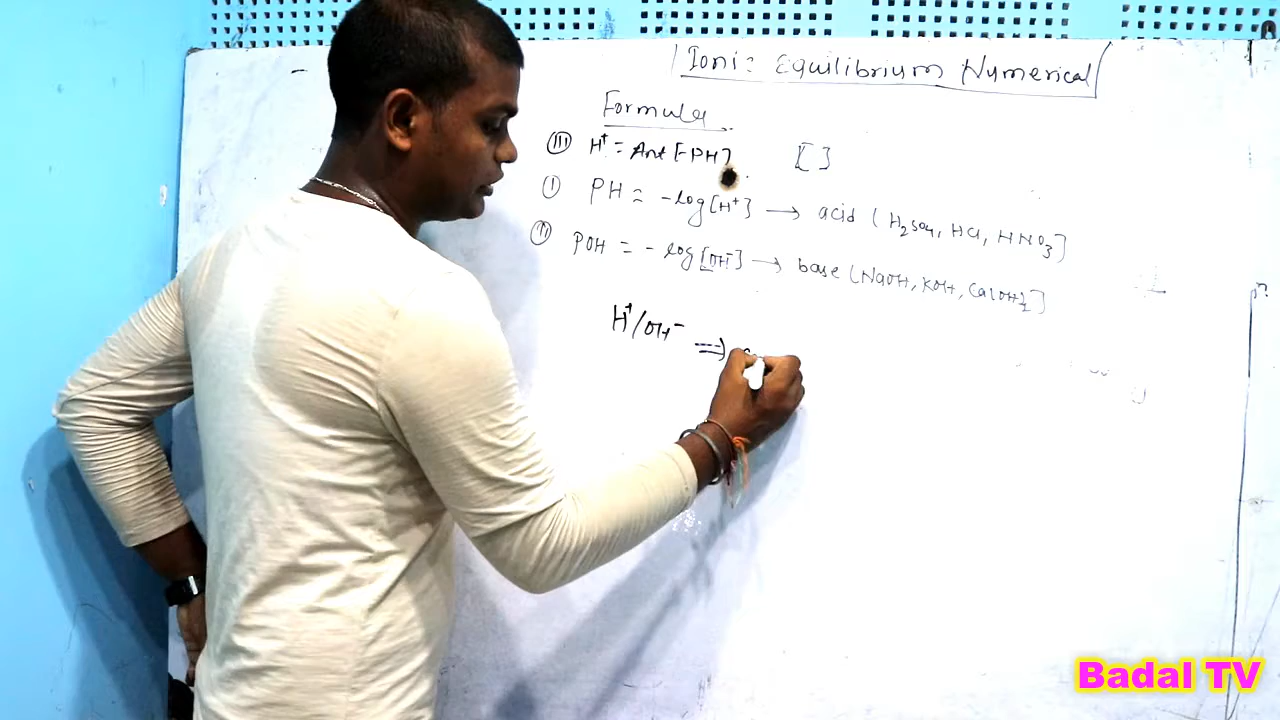 Ionic Equilibrium Numerical
Formula
(III) H⁺ = Ant [-PH] [ ]
(I) PH = -log[H⁺] → acid (H₂SO₄, HCl, HNO₃]
(II) POH = - log[OH⁻] → base (NaOH, KOH, Ca(OH)₂]
H⁺/OH⁻ ⇒
Badal TV